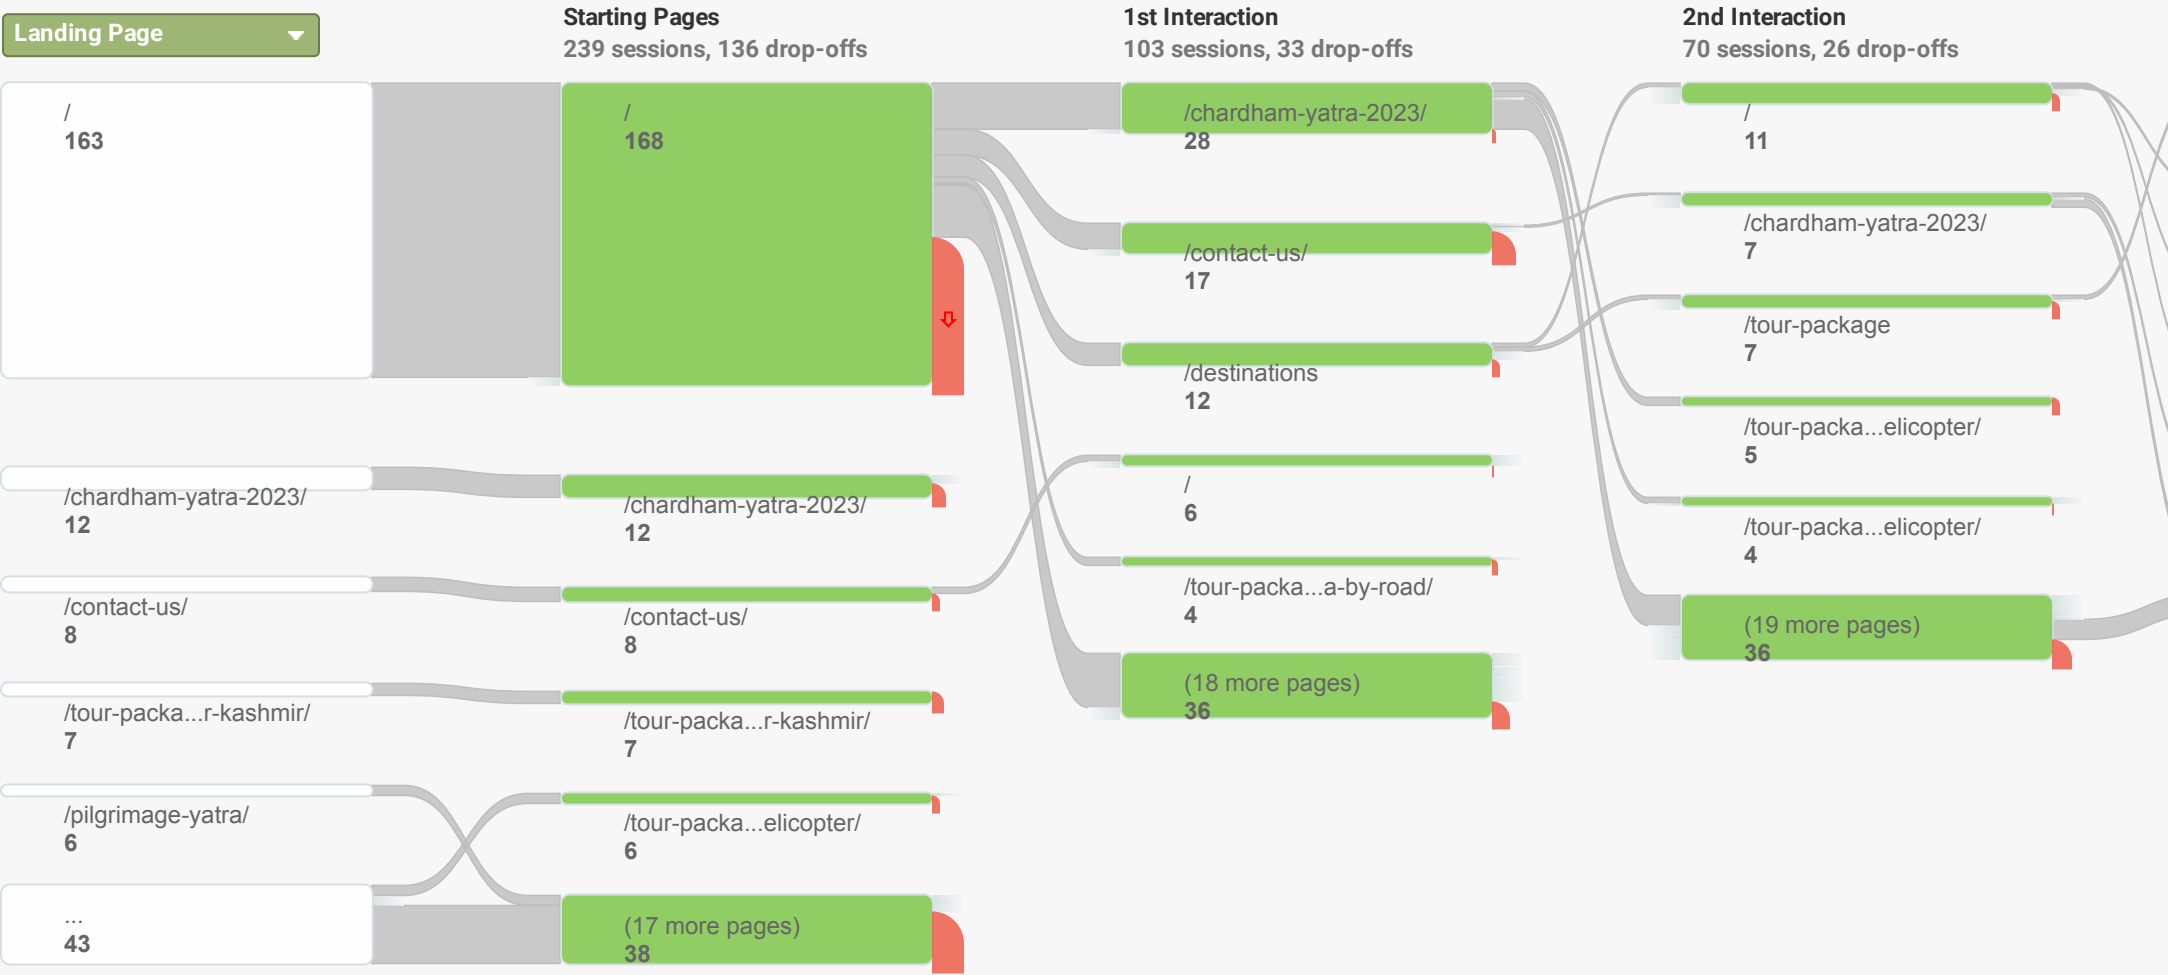 Landing Page
Starting Pages
239 sessions, 136 drop-offs
1st Interaction
103 sessions, 33 drop-offs
2nd Interaction
70 sessions, 26 drop-offs
/
163
/chardham-yatra-2023/
12
/contact-us/
8
/tour-packa...r-kashmir/
7
/pilgrimage-yatra/
6
...
43
/
168
/chardham-yatra-2023/
12
/contact-us/
8
/tour-packa...r-kashmir/
7
/tour-packa...elicopter/
6
(17 more pages)
38
/chardham-yatra-2023/
28
/contact-us/
17
/destinations
12
/
6
/tour-packa...a-by-road/
4
(18 more pages)
36
/
11
/chardham-yatra-2023/
7
/tour-package
7
/tour-packa...elicopter/
5
/tour-packa...elicopter/
4
(19 more pages)
36